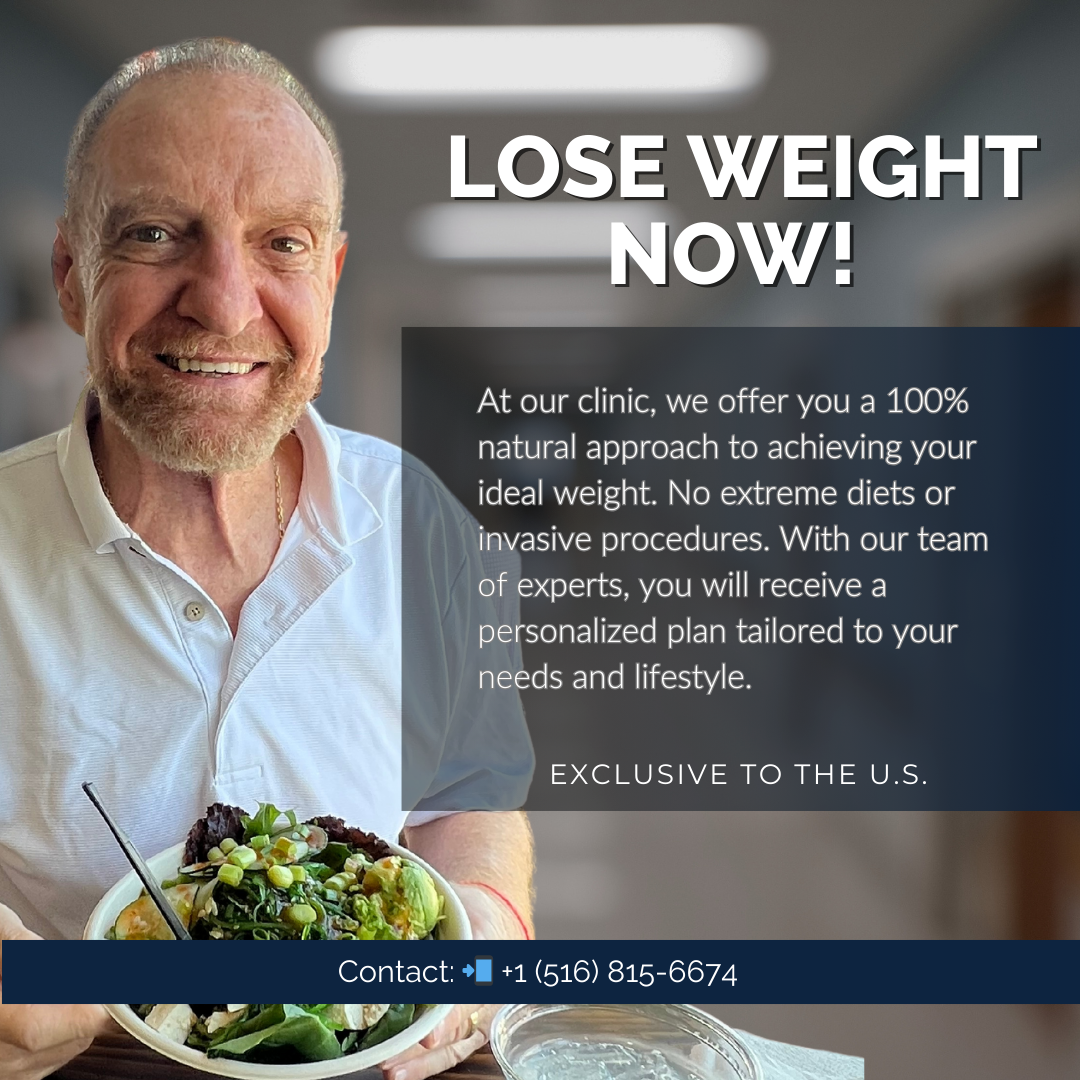 LOSE WEIGHT
NOW!
At our clinic, we offer you a 100%
natural approach to achieving your
ideal weight. No extreme diets or
invasive procedures. With our team
of experts, you will receive a
personalized plan tailored to your
needs and lifestyle.
EXCLUSIVE TO THE U.S.
Contact: 📲 +1 (516) 815-6674